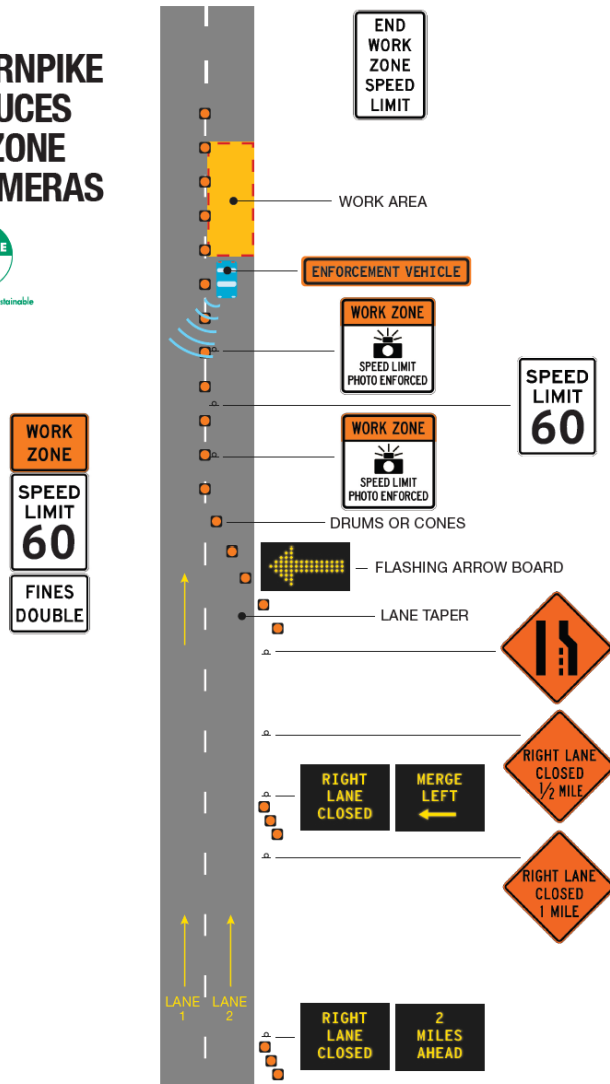 END
WORK
ZONE
SPEED
LIMIT
RNPIKE
UCES
ZONE
MERAS
E
stainable
WORK AREA
ENFORCEMENT VEHICLE
WORK ZONE
SPEED LIMIT
PHOTO ENFORCED
SPEED
LIMIT
60
WORK
ZONE
SPEED
LIMIT
60
FINES
DOUBLE
WORK ZONE
SPEED LIMIT
PHOTO ENFORCED
DRUMS OR CONES
FLASHING ARROW BOARD
LANE TAPER
RIGHT LANE
CLOSED
1/2 MILE
RIGHT
LANE
CLOSED
MERGE
LEFT
RIGHT LANE
CLOSED
1 MILE
LANE
1
LANE
2
RIGHT
LANE
CLOSED
2
MILES
AHEAD